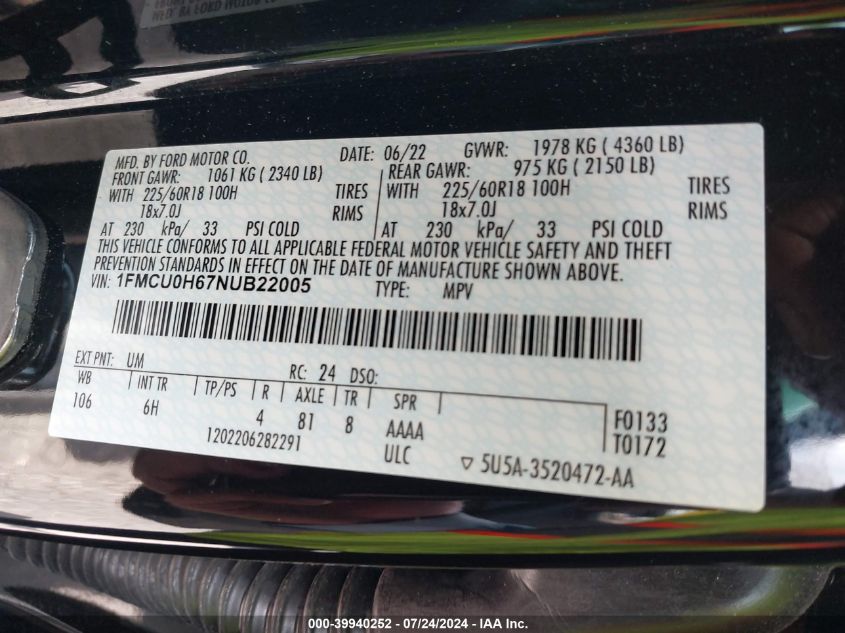 MFD. BY FORD MOTOR CO. DATE: 06/22 GVWR: 1978 KG ( 4360 LB)
FRONT GAWR: 1061 KG ( 2340 LB) REAR GAWR: 975 KG ( 2150 LB)
WITH 225/60R18 100H TIRES WITH 225/60R18 100H TIRES
18x7.0J RIMS 18x7.0J RIMS
AT 230 kPa/ 33 PSI COLD AT 230 kPa/ 33 PSI COLD
THIS VEHICLE CONFORMS TO ALL APPLICABLE FEDERAL MOTOR VEHICLE SAFETY AND THEFT
PREVENTION STANDARDS IN EFFECT ON THE DATE OF MANUFACTURE SHOWN ABOVE.
VIN: 1FMCU0H67NUB22005 TYPE: MPV
EXT PNT: UM RC: 24 DSO:
WB INT TR TP/PS R AXLE TR SPR
106 6H 4 81 8 AAAA F0133
1202206282291 ULC T0172
▽ 5U5A-3520472-AA
000-39940252 - 07/24/2024 - IAA Inc.